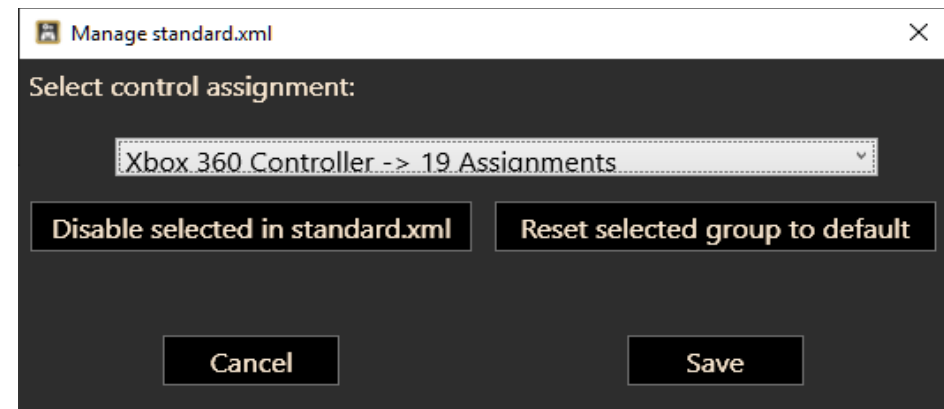 Manage standard.xml
Select control assignment:
Xbox 360 Controller -> 19 Assignments
Disable selected in standard.xml
Reset selected group to default
Cancel
Save